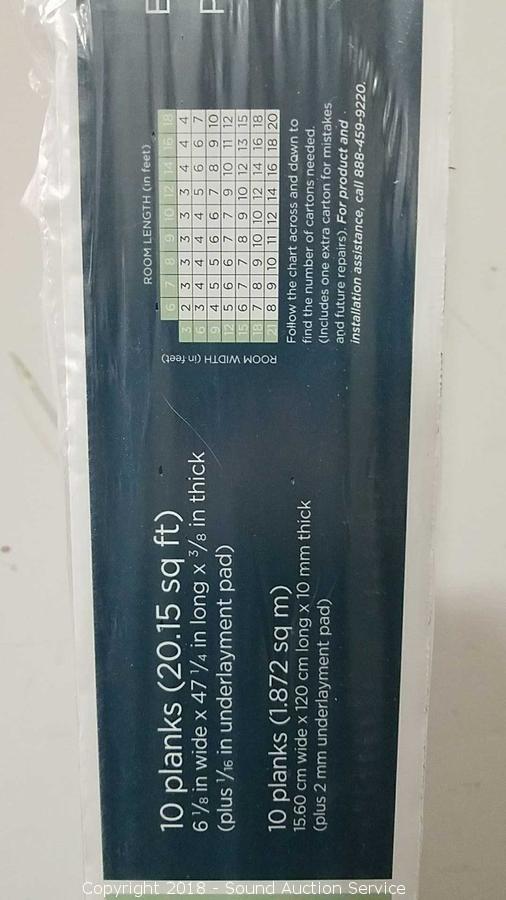 10 planks (20.15 sq ft)
6 1/8 in wide x 47 1/4 in long x 3/8 in thick
(plus 1/16 in underlayment pad)
10 planks (1.872 sq m)
15.60 cm wide x 120 cm long x 10 mm thick
(plus 2 mm underlayment pad)
ROOM LENGTH (in feet)
ROOM WIDTH (in feet)
6 7 8 9 10 12 14 16 18
3 2 3 3 3 3 3 4 4 4
6 3 4 4 4 4 5 6 6 7
9 4 5 5 6 6 7 8 9 10
12 5 6 6 7 7 9 10 11 12
15 6 7 7 8 9 10 12 13 15
18 7 8 9 10 10 12 14 16 18
21 8 9 10 11 12 14 16 18 20
Follow the chart across and down to
find the number of cartons needed.
(Includes one extra carton for mistakes
and future repairs). For product and
installation assistance, call 888-459-9220.
Copyright 2018 - Sound Auction Service